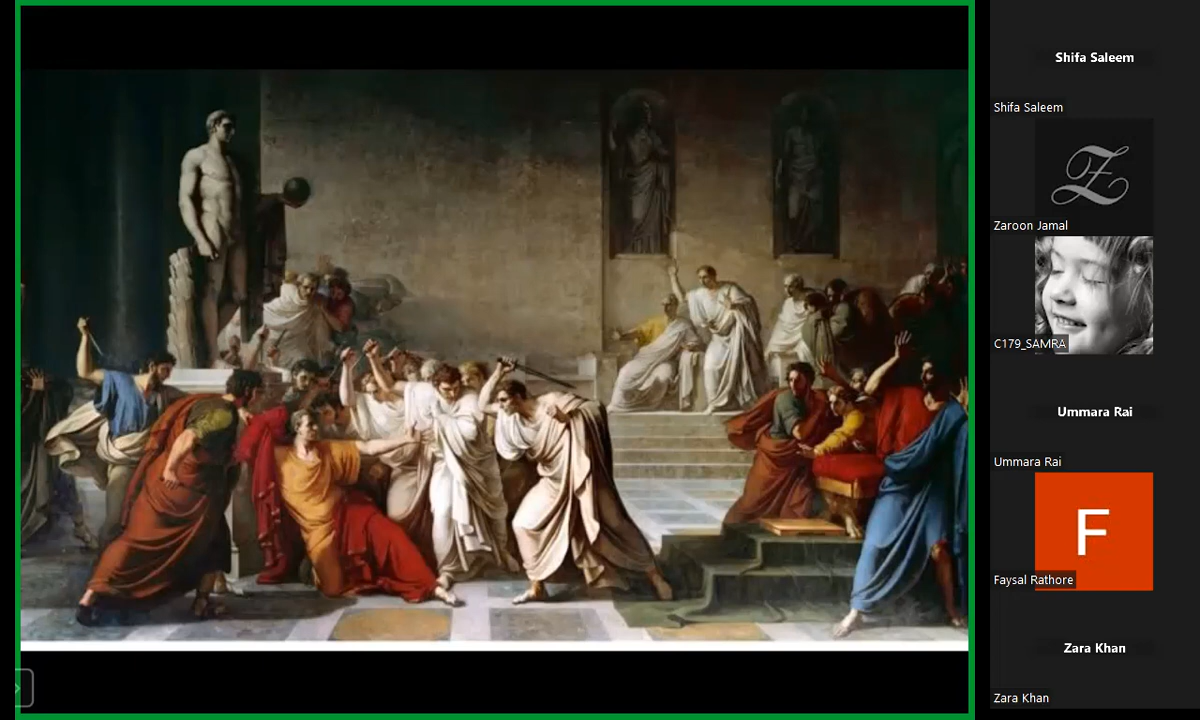 Shifa Saleem
Shifa Saleem
Z
Zaroon Jamal
C179_SAMRA
Ummara Rai
Ummara Rai
F
Faysal Rathore
Zara Khan
Zara Khan